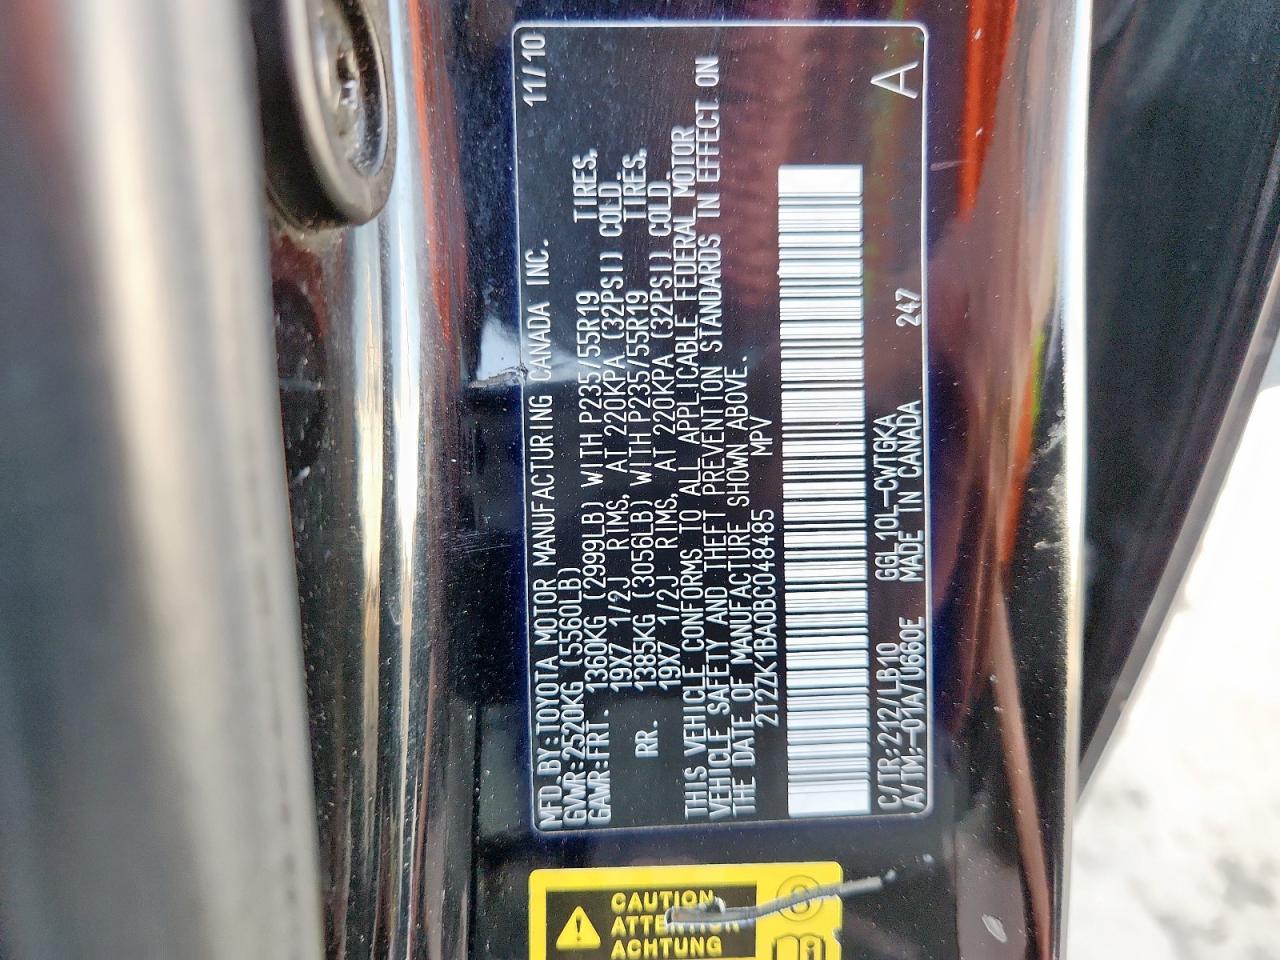 MFD. BY: TOYOTA MOTOR MANUFACTURING CANADA INC. 11/10
GVWR: 2520KG (5560LB)
GAWR: FRT. 1360KG (2999LB) WITH P235/55R19 TIRES,
19X7 1/2J RIMS, AT 220KPA (32PSI) COLD.
RR. 1385KG (3056LB) WITH P235/55R19 TIRES,
19X7 1/2J RIMS, AT 220KPA (32PSI) COLD.
THIS VEHICLE CONFORMS TO ALL APPLICABLE FEDERAL MOTOR
VEHICLE SAFETY AND THEFT PREVENTION STANDARDS IN EFFECT ON
THE DATE OF MANUFACTURE SHOWN ABOVE.
2T2ZK1BA0BC048485 MPV
C/TR: 212/LB10 GGL10L-CWTGKA A
A/TM: -01A/U660E MADE IN CANADA 247
CAUTION
ATTENTION
ACHTUNG